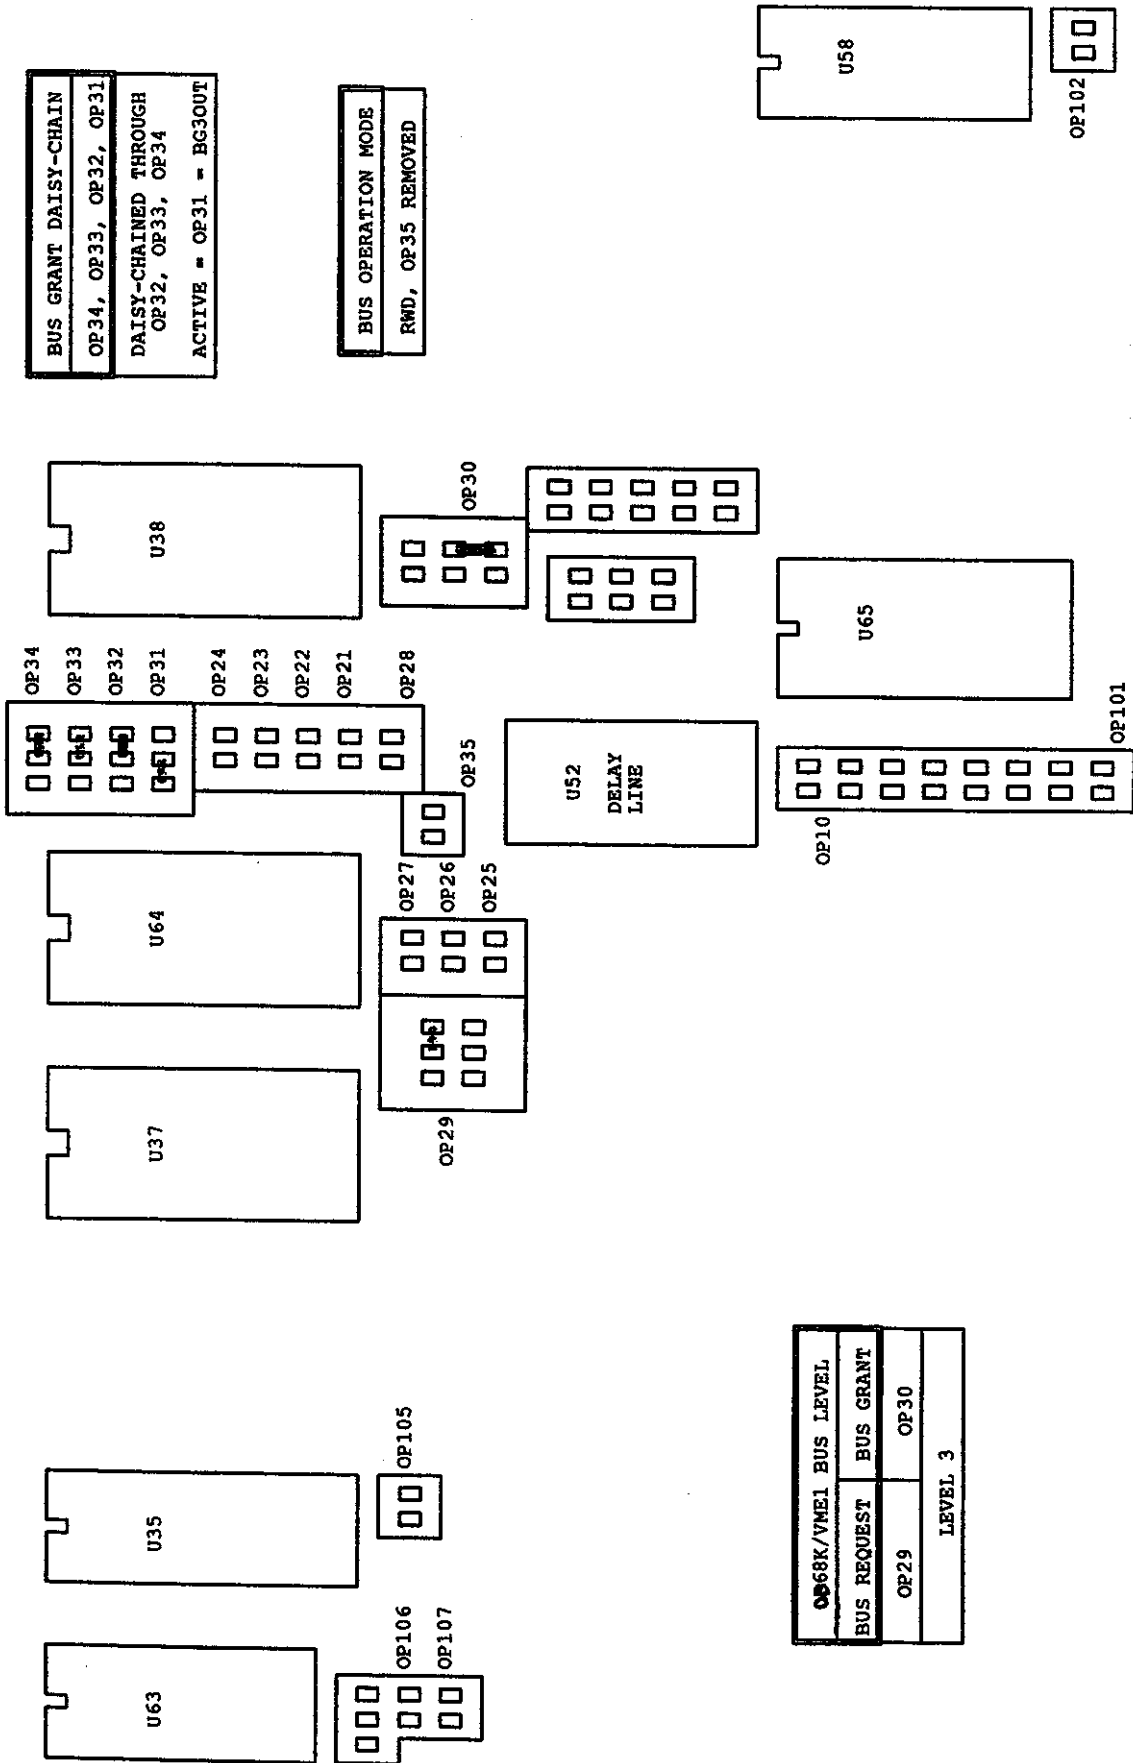 BUS GRANT DAISY-CHAIN
OP34, OP33, OP32, OP31
DAISY-CHAINED THROUGH
OP32, OP33, OP34
ACTIVE = OP31 = BG3OUT
BUS OPERATION MODE
RWD, OP35 REMOVED
U63
U35
U37
U64
U38
OP34
OP33
OP32
OP31
OP24
OP23
OP22
OP21
OP28
OP35
OP106
OP107
OP105
OP29
OP27
OP26
OP25
OP30
U52
DELAY
LINE
OP10
OP101
U65
U58
OP102
OB68K/VME1 BUS LEVEL
BUS REQUEST BUS GRANT
OP29 OP30
LEVEL 3